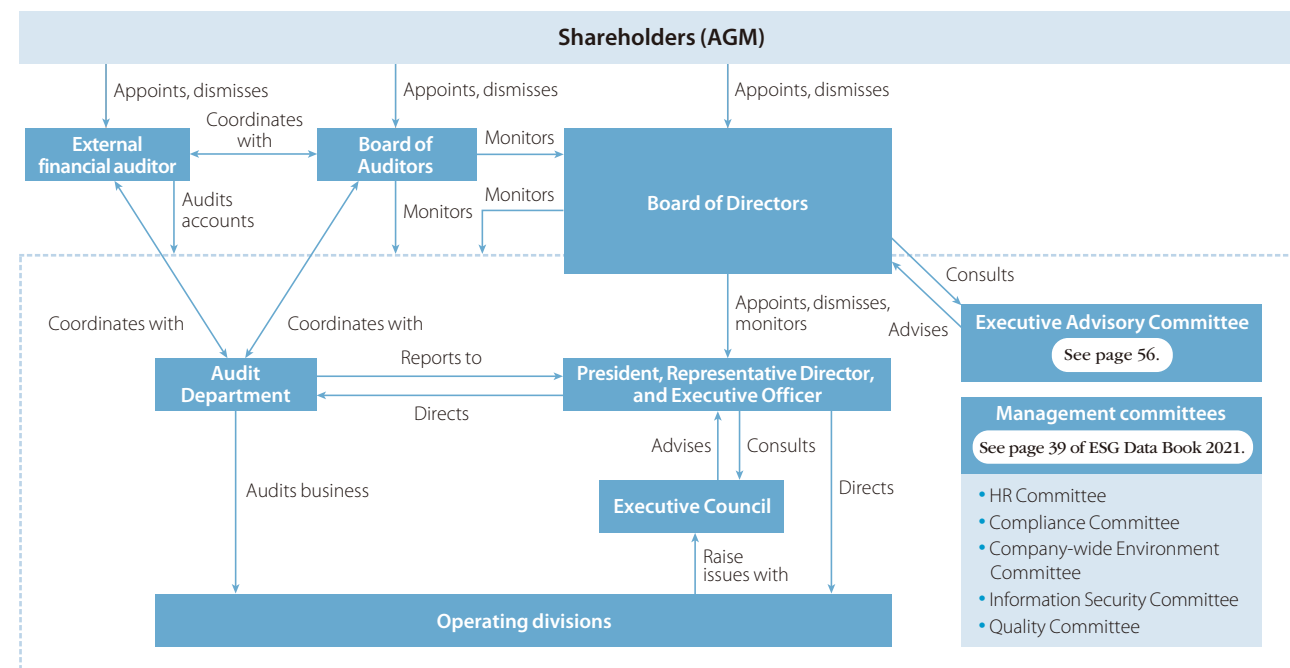 Shareholders (AGM)
Appoints, dismisses
Appoints, dismisses
Appoints, dismisses
External
financial auditor
Coordinates
with
Board of
Auditors
Monitors
Board of Directors
Audits
accounts
Monitors
Monitors
Consults
Advises
Coordinates with
Coordinates with
Appoints, dismisses,
monitors
Executive Advisory Committee
See page 56.
Audit
Department
Reports to
Directs
President, Representative Director,
and Executive Officer
Management committees
See page 39 of ESG Data Book 2021.
• HR Committee
• Compliance Committee
• Company-wide Environment
Committee
• Information Security Committee
• Quality Committee
Advises
Consults
Directs
Audits business
Executive Council
Raise
issues with
Operating divisions